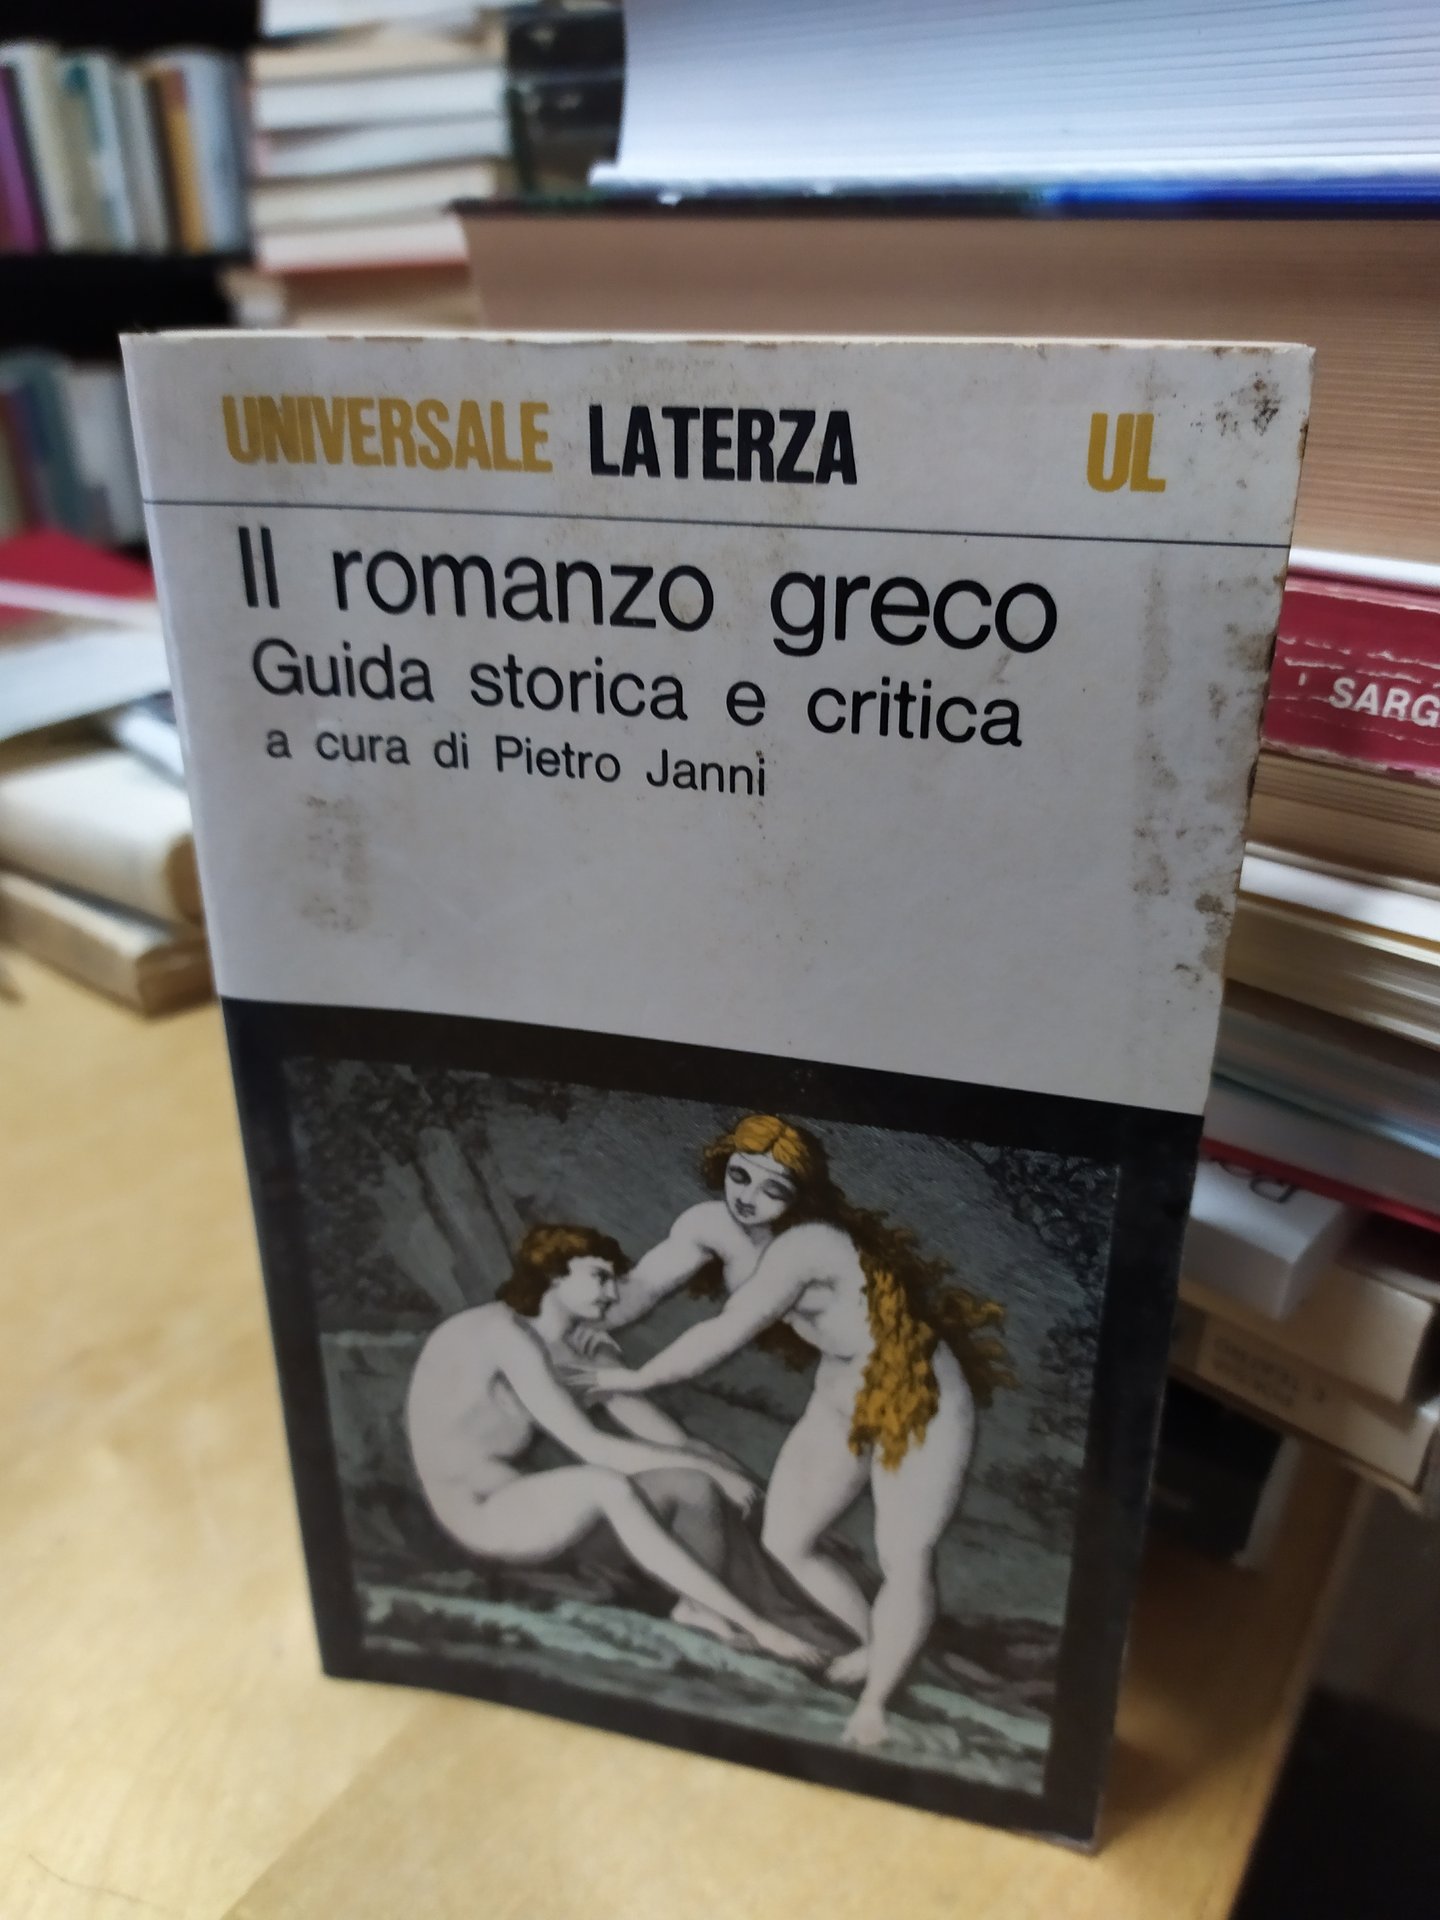 UNIVERSALE LATERZA UL
Il romanzo greco
Guida storica e critica
a cura di Pietro Janni
SARG